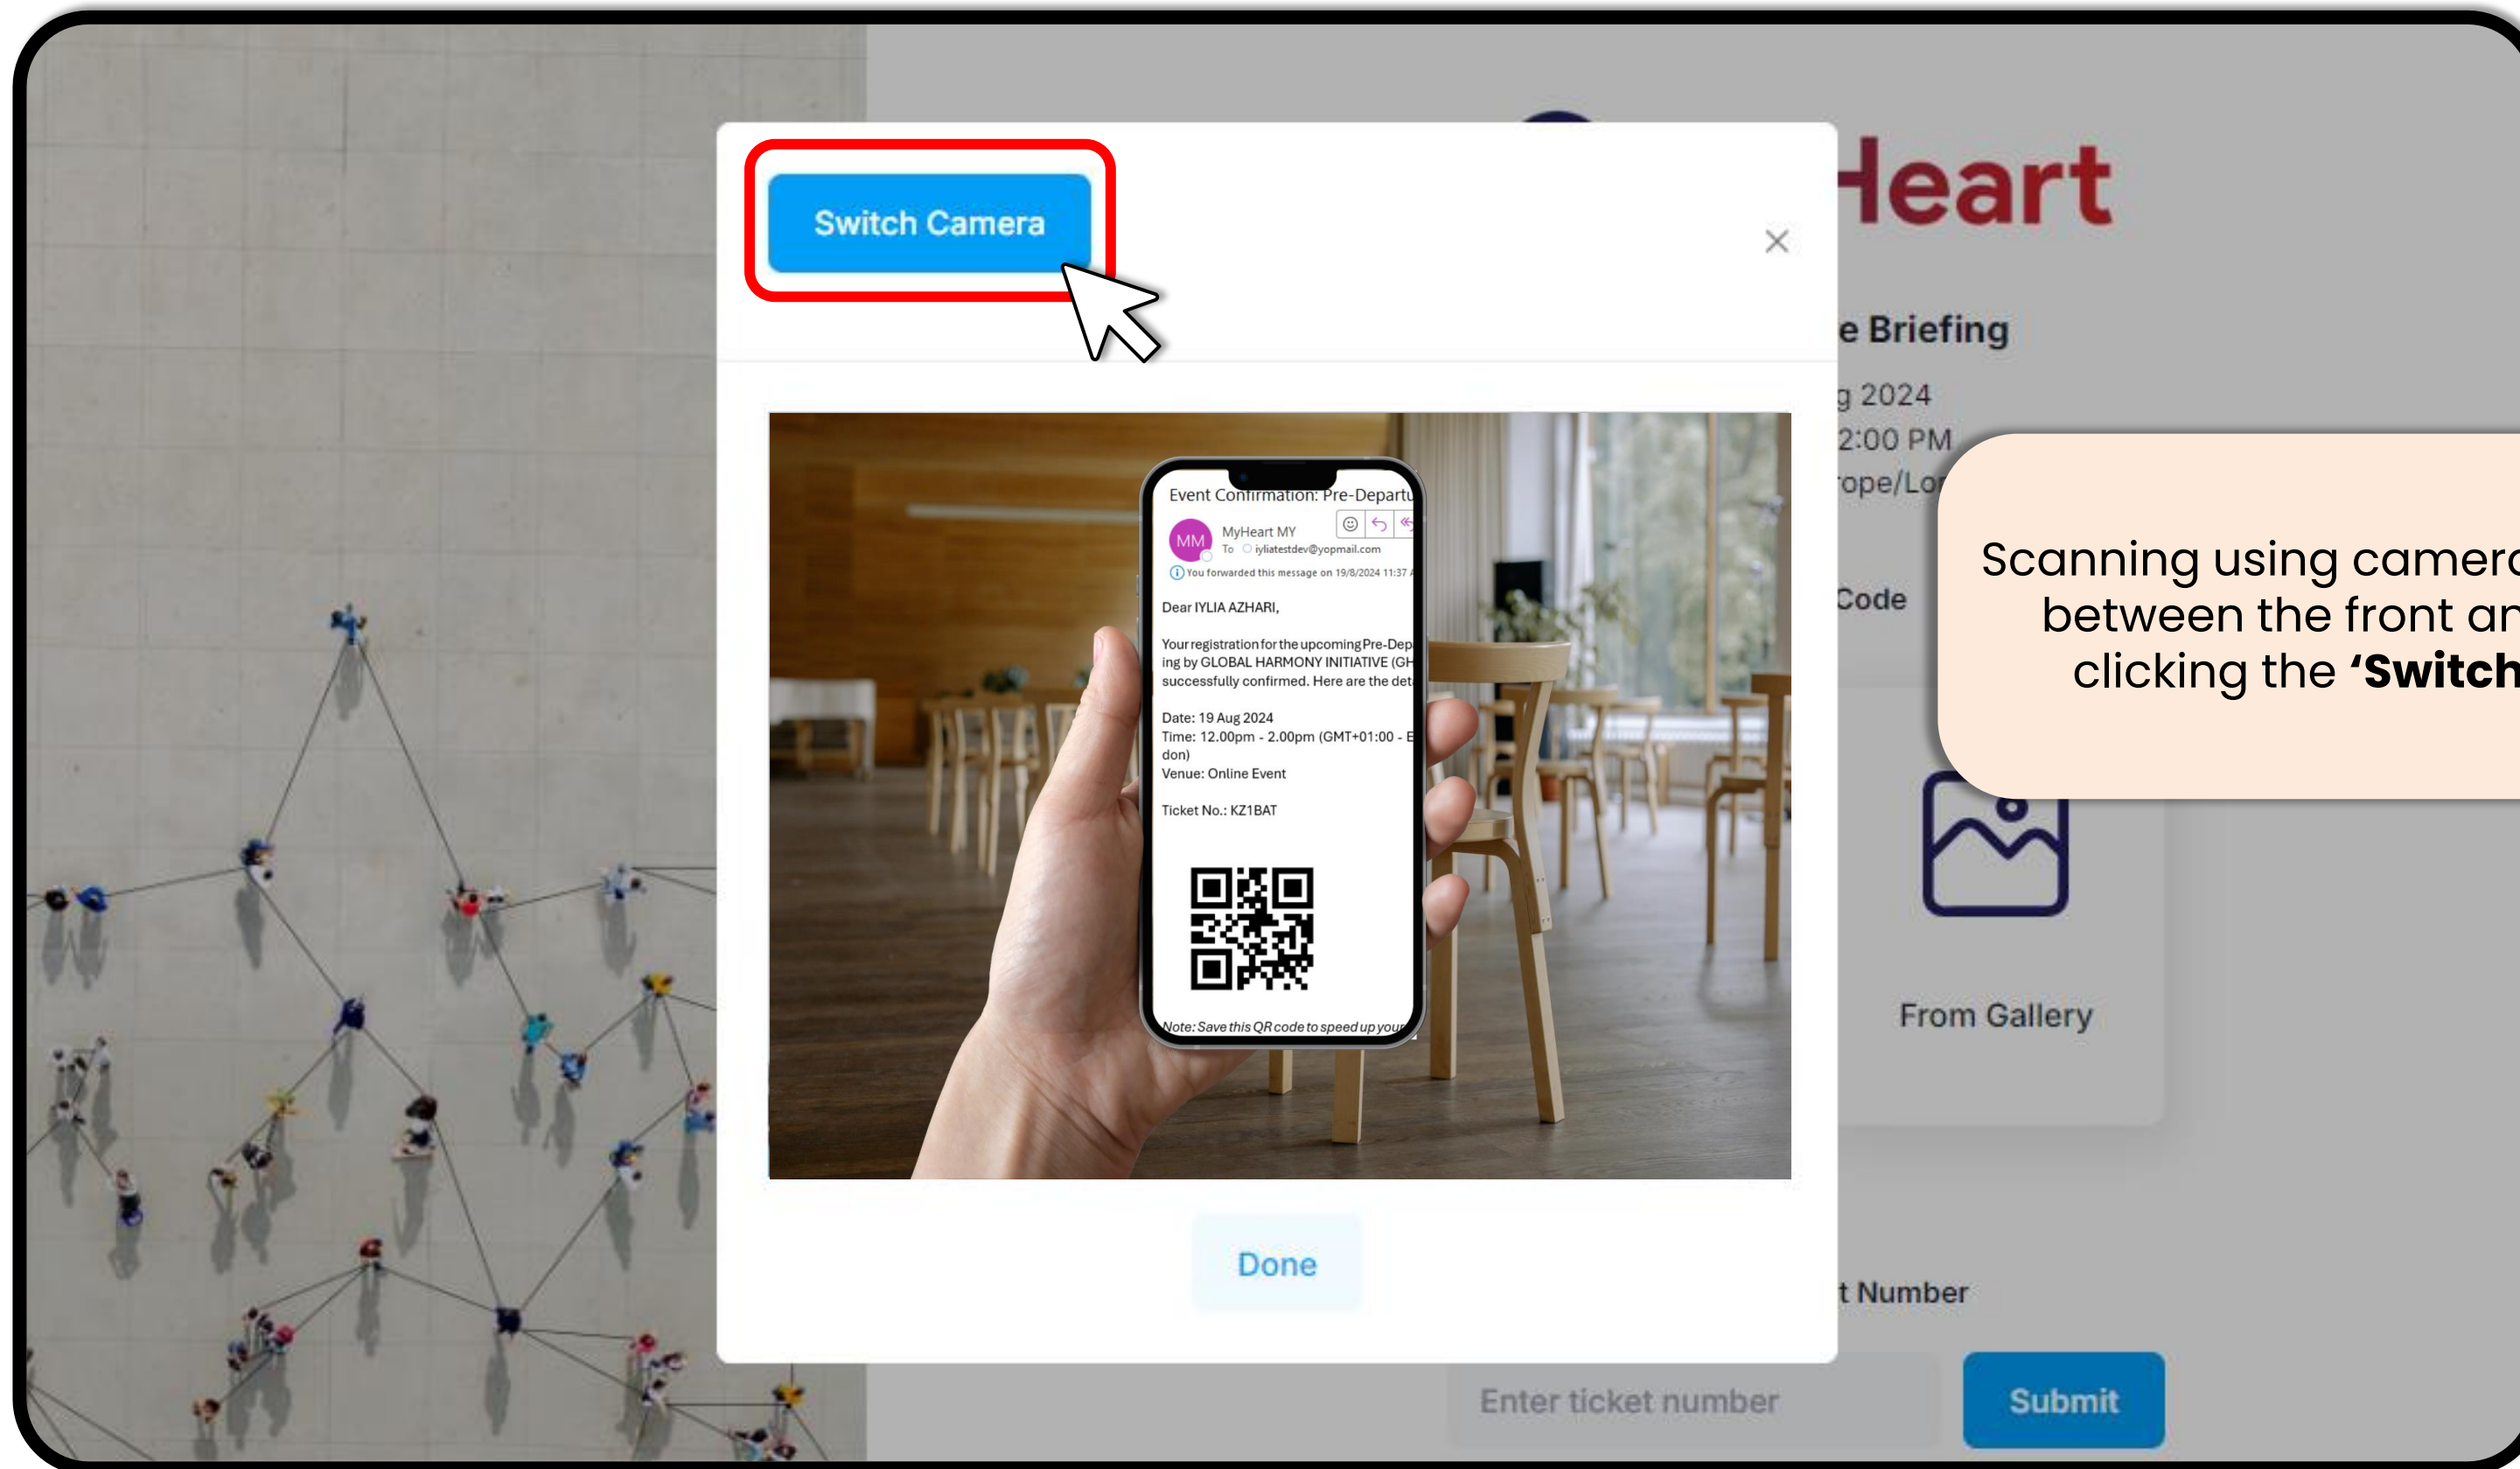 Switch Camera
Heart
e Briefing
g 2024
2:00 PM
rope/Lon
Code
Scanning using camera
between the front an
clicking the ‘Switch
Event Confirmation: Pre-Departu
MM
MyHeart MY
To iyliatestdev@yopmail.com
You forwarded this message on 19/8/2024 11:37 A
Dear IYLIA AZHARI,
Your registration for the upcoming Pre-Dep
ing by GLOBAL HARMONY INITIATIVE (GH
successfully confirmed. Here are the det
Date: 19 Aug 2024
Time: 12.00pm - 2.00pm (GMT+01:00 - E
don)
Venue: Online Event
Ticket No.: KZ1BAT
Note: Save this QR code to speed up your
From Gallery
Done
t Number
Enter ticket number
Submit